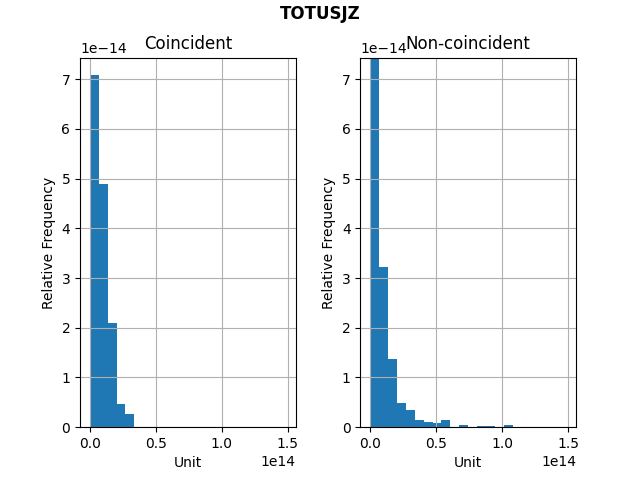 TOTUSJZ
1e−14 Coincident
7
6
5
4
3
2
1
0
Relative Frequency
0.0 0.5 1.0 1.5
Unit
1e14
1e−14 Non-coincident
7
6
5
4
3
2
1
0
Relative Frequency
0.0 0.5 1.0 1.5
Unit
1e14